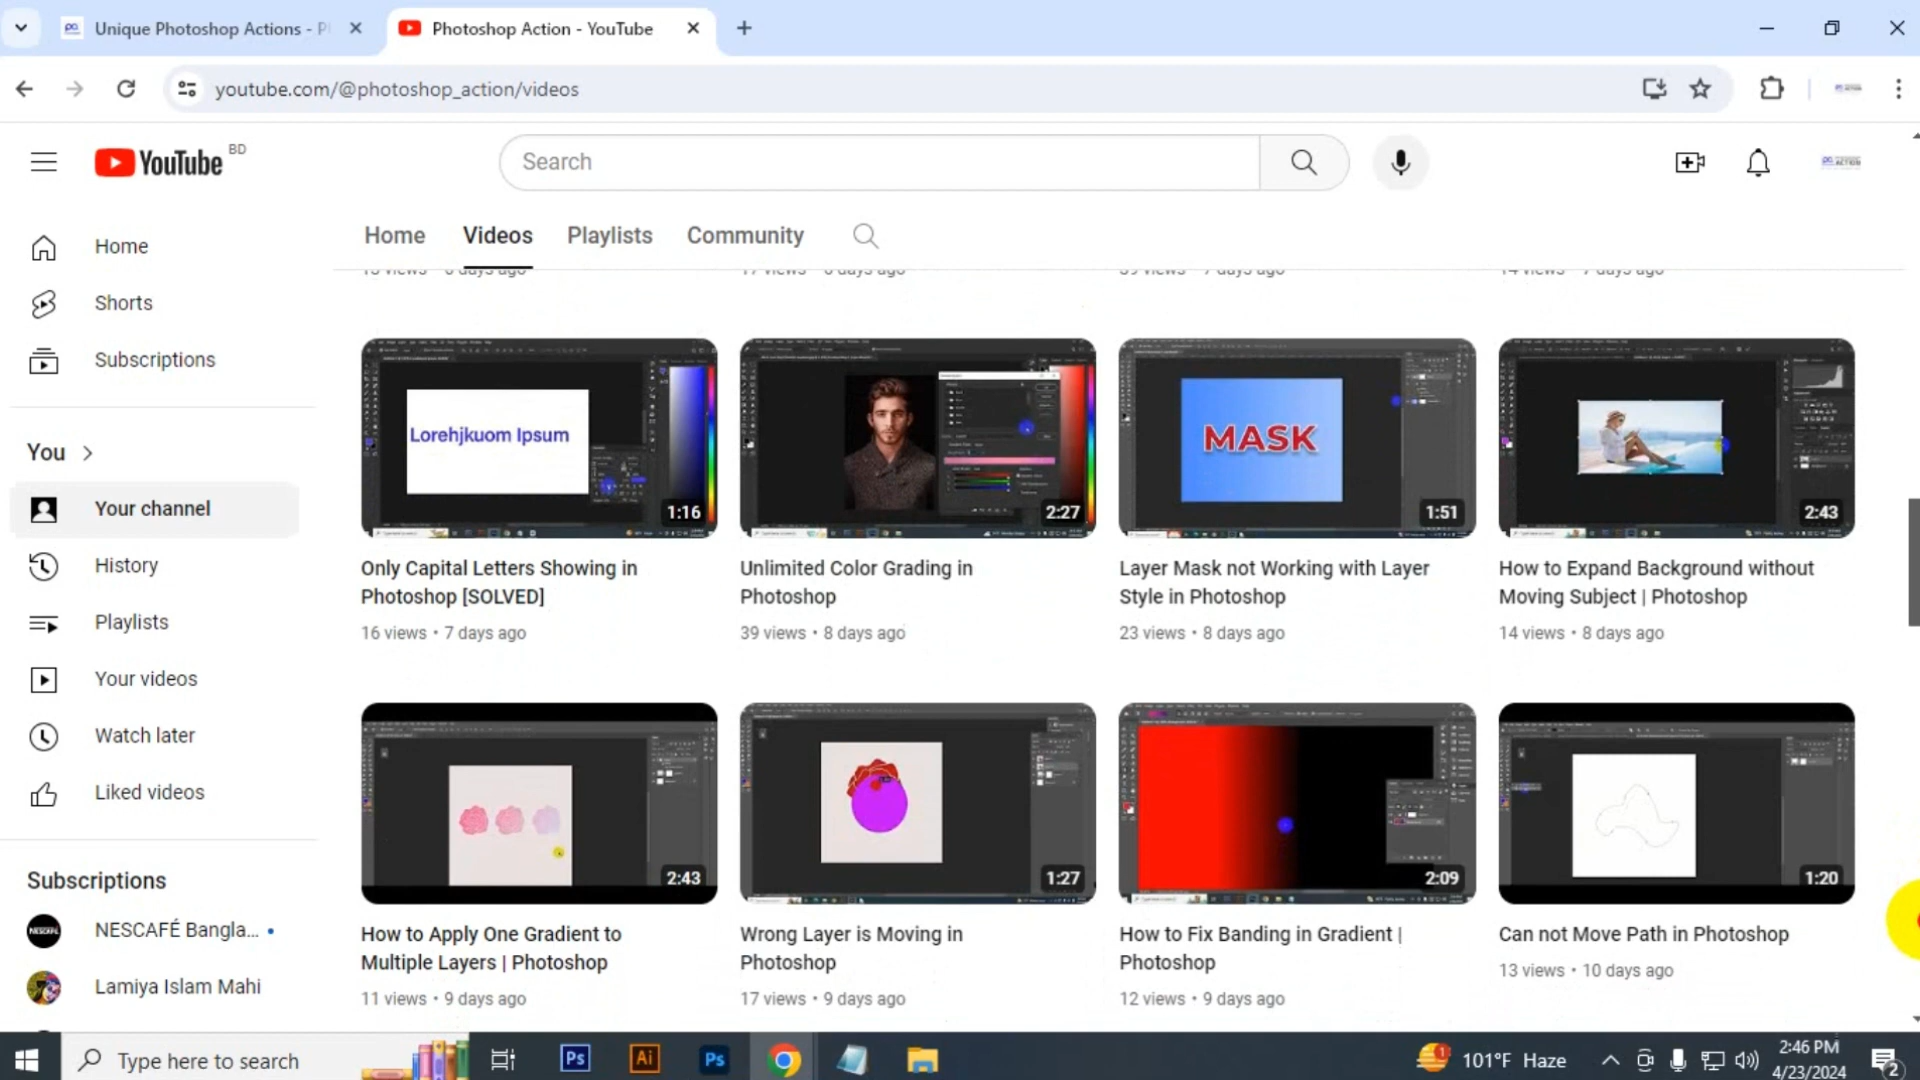 Unique Photoshop Actions - P
Photoshop Action - YouTube
youtube.com/@photoshop_action/videos
YouTube BD
Search
Home
Videos
Playlists
Community
Home
Shorts
Subscriptions
You
Your channel
History
Playlists
Your videos
Watch later
Liked videos
Subscriptions
NESCAFÉ Bangla...
Lamiya Islam Mahi
Lorehjkuom Ipsum
1:16
2:27
MASK
1:51
2:43
Only Capital Letters Showing in
Photoshop [SOLVED]
16 views • 7 days ago
Unlimited Color Grading in
Photoshop
39 views • 8 days ago
Layer Mask not Working with Layer
Style in Photoshop
23 views • 8 days ago
How to Expand Background without
Moving Subject | Photoshop
14 views • 8 days ago
2:43
1:27
2:09
1:20
How to Apply One Gradient to
Multiple Layers | Photoshop
11 views • 9 days ago
Wrong Layer is Moving in
Photoshop
17 views • 9 days ago
How to Fix Banding in Gradient |
Photoshop
12 views • 9 days ago
Can not Move Path in Photoshop
13 views • 10 days ago
Type here to search
Ps
Ai
Ps
1
101°F Haze
2:46 PM
4/23/2024
2